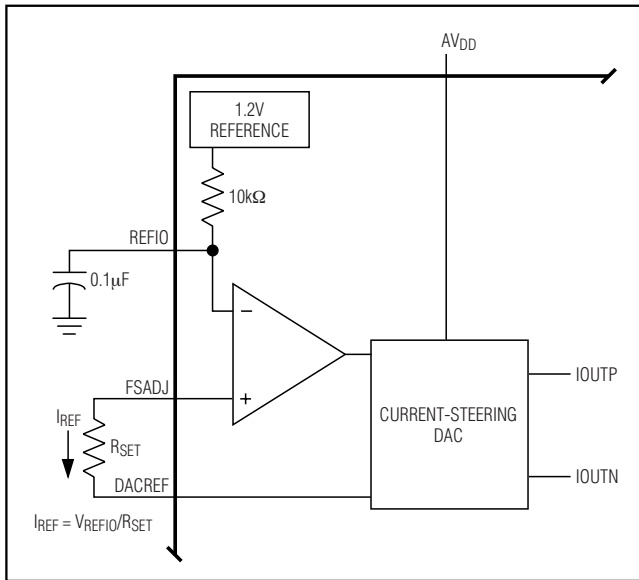 AVDD
1.2V
REFERENCE
10kΩ
REFIO
0.1µF
−
FSADJ
+
IREF
RSET
CURRENT-STEERING
DAC
IOUTP
IOUTN
DACREF
IREF = VREFIO/RSET